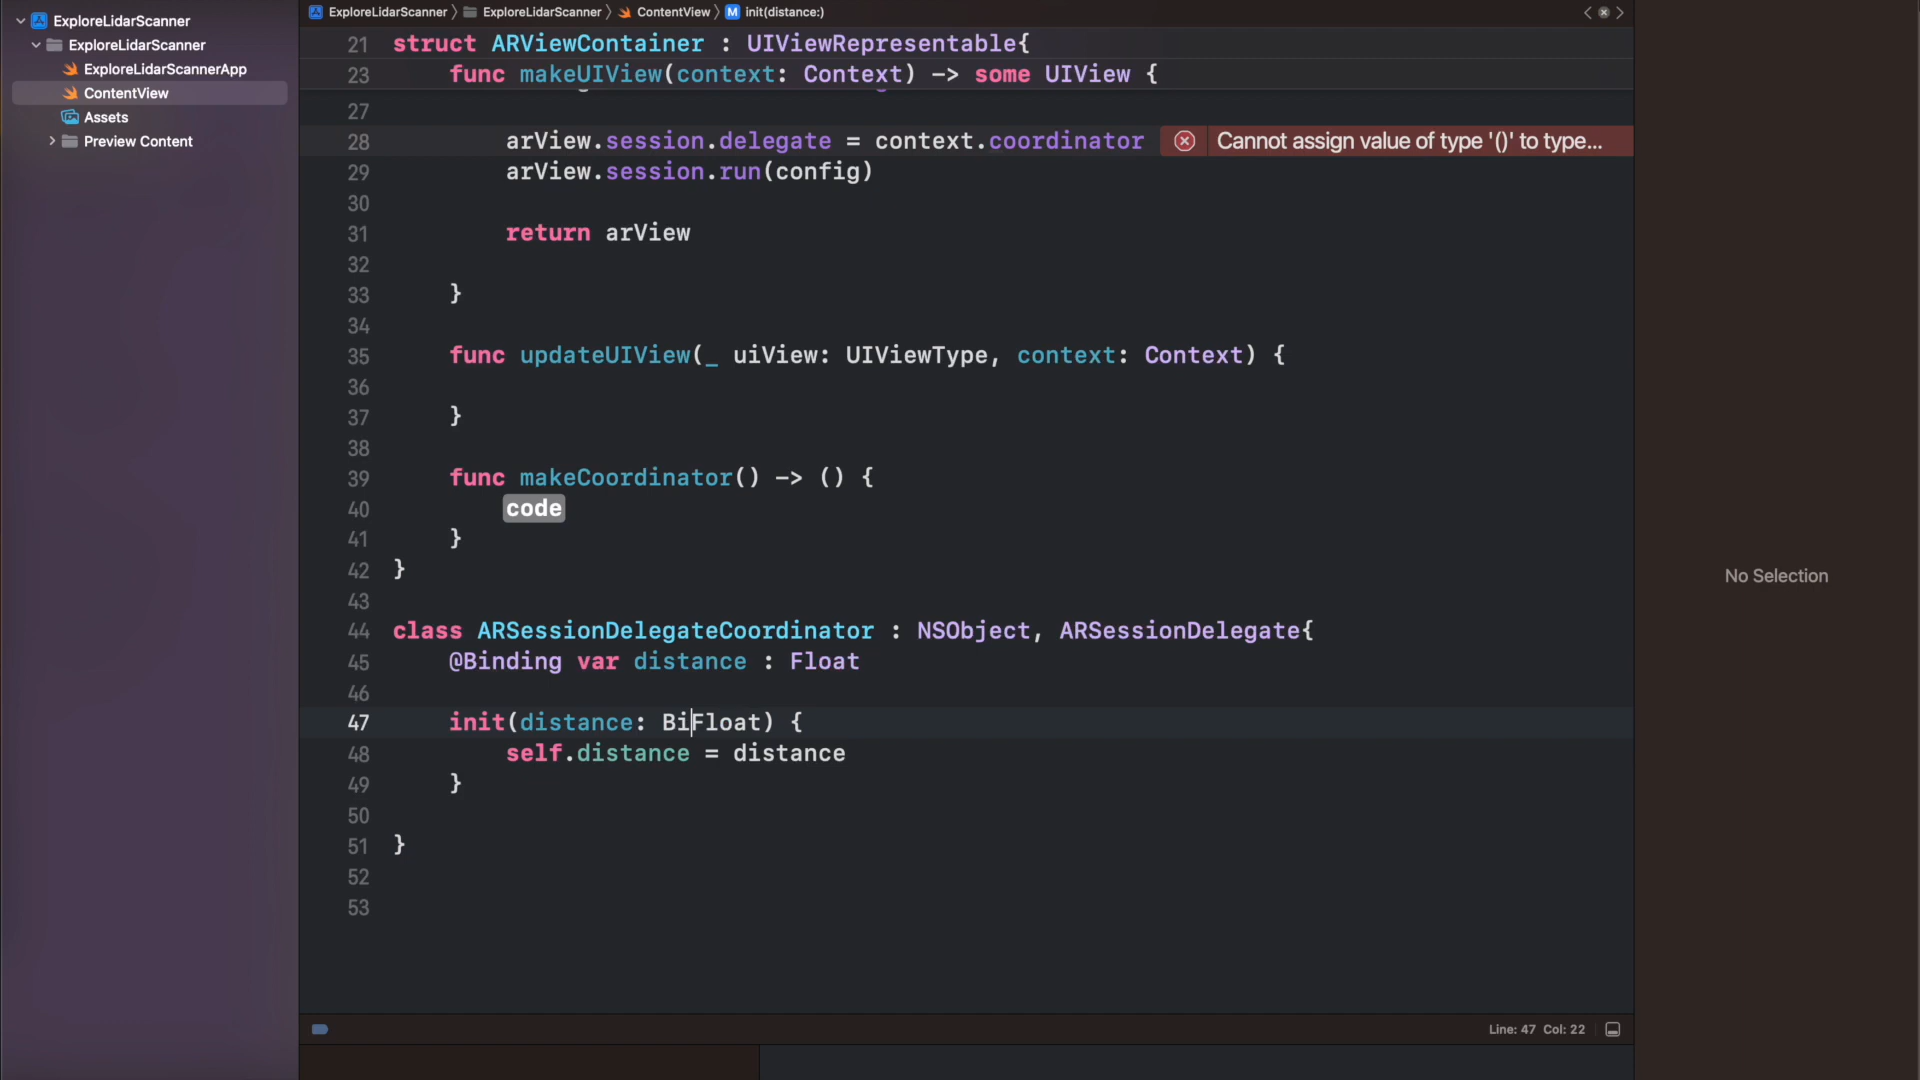 ExploreLidarScanner
ExploreLidarScanner
ExploreLidarScannerApp
ContentView
Assets
Preview Content
ExploreLidarScanner ExploreLidarScanner ContentView M init(distance:)
21 struct ARViewContainer : UIViewRepresentable{
23 func makeUIView(context: Context) -> some UIView {
27
28 arView.session.delegate = context.coordinator Cannot assign value of type '()' to type...
29 arView.session.run(config)
30
31 return arView
32
33 }
34
35 func updateUIView(_ uiView: UIViewType, context: Context) {
36
37 }
38
39 func makeCoordinator() -> () {
40 code
41 }
42 }
43
44 class ARSessionDelegateCoordinator : NSObject, ARSessionDelegate{
45 @Binding var distance : Float
46
47 init(distance: BiFloat) {
48 self.distance = distance
49 }
50
51 }
52
53
No Selection
Line: 47 Col: 22